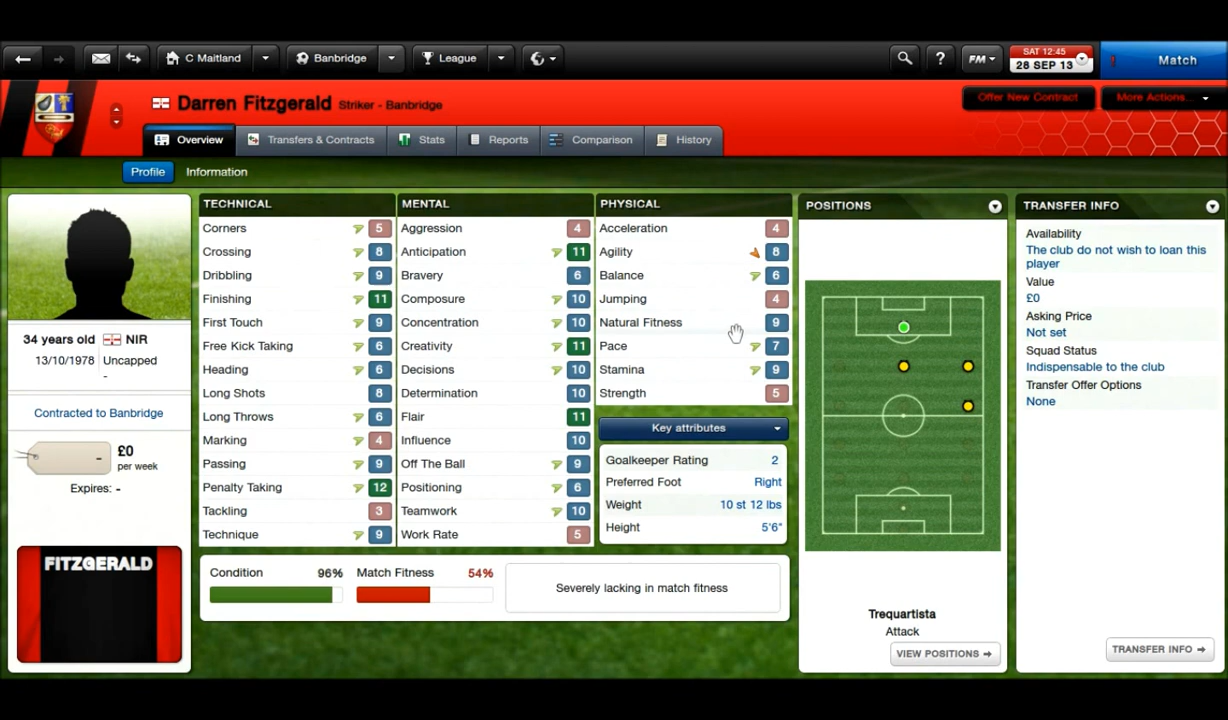 C Maitland
Banbridge
League
?
FM
SAT 12:45
28 SEP 13
!
Match
Darren Fitzgerald Striker - Banbridge
Offer New Contract
More Actions...
Overview
Transfers & Contracts
Stats
Reports
Comparison
History
Profile
Information
34 years old NIR
13/10/1978 Uncapped
-
Contracted to Banbridge
-
£0
per week
Expires: -
FITZGERALD
TECHNICAL
Corners 5
Crossing 8
Dribbling 9
Finishing 11
First Touch 9
Free Kick Taking 6
Heading 6
Long Shots 8
Long Throws 6
Marking 4
Passing 9
Penalty Taking 12
Tackling 3
Technique 9
MENTAL
Aggression 4
Anticipation 11
Bravery 6
Composure 10
Concentration 10
Creativity 11
Decisions 10
Determination 10
Flair 11
Influence 10
Off The Ball 9
Positioning 6
Teamwork 10
Work Rate 5
PHYSICAL
Acceleration 4
Agility 8
Balance 6
Jumping 4
Natural Fitness 9
Pace 7
Stamina 9
Strength 5
Key attributes
Goalkeeper Rating 2
Preferred Foot Right
Weight 10 st 12 lbs
Height 5'6"
Condition 96%
Match Fitness 54%
Severely lacking in match fitness
POSITIONS
Trequartista
Attack
VIEW POSITIONS
TRANSFER INFO
Availability
The club do not wish to loan this
player
Value
£0
Asking Price
Not set
Squad Status
Indispensable to the club
Transfer Offer Options
None
TRANSFER INFO